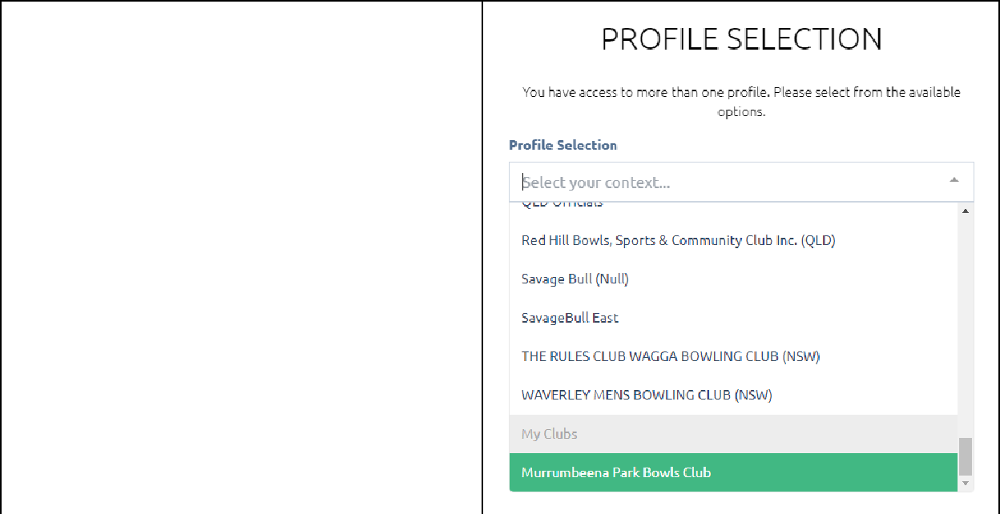 PROFILE SELECTION
You have access to more than one profile. Please select from the available
options.
Profile Selection
Select your context...
QLD Officials
Red Hill Bowls, Sports & Community Club Inc. (QLD)
Savage Bull (Null)
SavageBull East
THE RULES CLUB WAGGA BOWLING CLUB (NSW)
WAVERLEY MENS BOWLING CLUB (NSW)
My Clubs
Murrumbeena Park Bowls Club